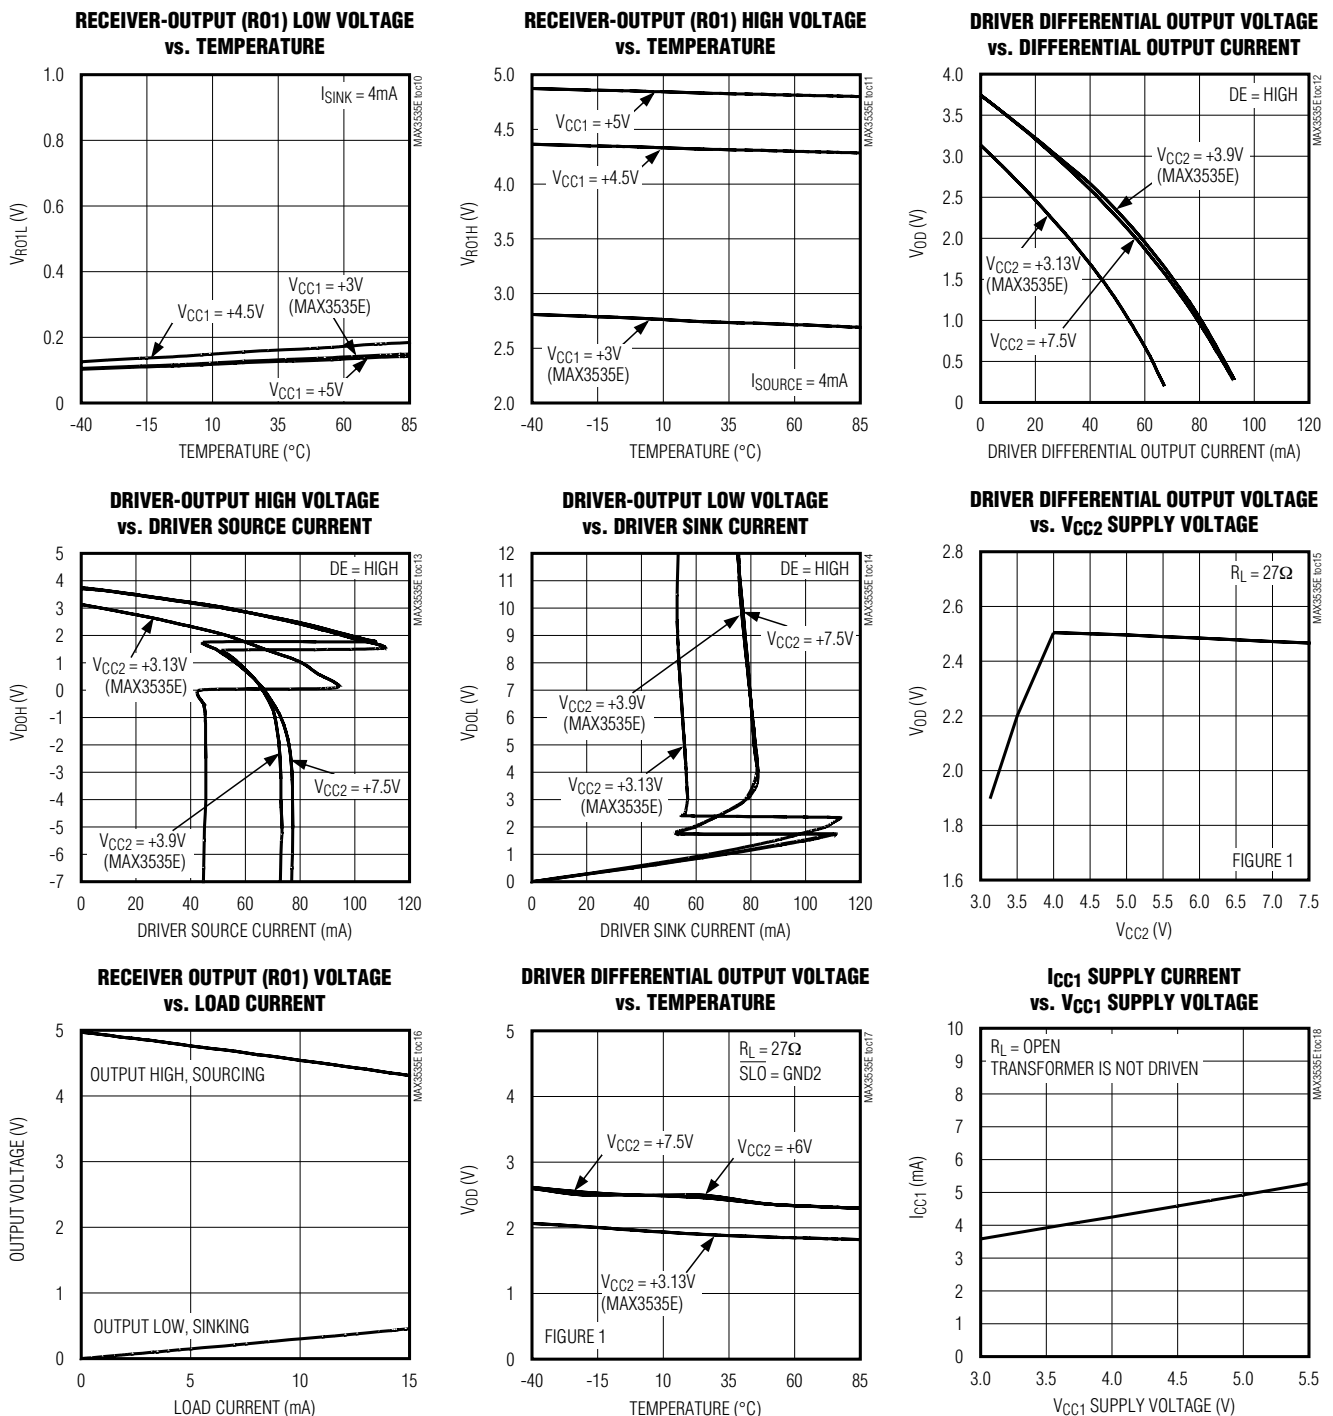 RECEIVER-OUTPUT (RO1) LOW VOLTAGE
vs. TEMPERATURE
MAX3535E toc10
ISINK = 4mA
VRO1L (V)
1.0
0.8
0.6
0.4
0.2
0
VCC1 = +3V
(MAX3535E)
VCC1 = +4.5V
VCC1 = +5V
-40
-15
10
35
60
85
TEMPERATURE (°C)
RECEIVER-OUTPUT (RO1) HIGH VOLTAGE
vs. TEMPERATURE
MAX3535E toc11
VRO1H (V)
5.0
4.5
4.0
3.5
3.0
2.5
2.0
VCC1 = +5V
VCC1 = +4.5V
VCC1 = +3V
(MAX3535E)
ISOURCE = 4mA
-40
-15
10
35
60
85
TEMPERATURE (°C)
DRIVER DIFFERENTIAL OUTPUT VOLTAGE
vs. DIFFERENTIAL OUTPUT CURRENT
MAX3535E toc12
DE = HIGH
VOD (V)
4.0
3.5
3.0
2.5
2.0
1.5
1.0
0.5
0
VCC2 = +3.9V
(MAX3535E)
VCC2 = +3.13V
(MAX3535E)
VCC2 = +7.5V
0
20
40
60
80
100
120
DRIVER DIFFERENTIAL OUTPUT CURRENT (mA)
DRIVER-OUTPUT HIGH VOLTAGE
vs. DRIVER SOURCE CURRENT
MAX3535E toc13
DE = HIGH
VDOH (V)
5
4
3
2
1
0
-1
-2
-3
-4
-5
-6
-7
VCC2 = +3.13V
(MAX3535E)
VCC2 = +7.5V
VCC2 = +3.9V
(MAX3535E)
0
20
40
60
80
100
120
DRIVER SOURCE CURRENT (mA)
DRIVER-OUTPUT LOW VOLTAGE
vs. DRIVER SINK CURRENT
MAX3535E toc14
DE = HIGH
VDOL (V)
12
11
10
9
8
7
6
5
4
3
2
1
0
VCC2 =
+7.5V
VCC2 = +3.9V
(MAX3535E)
VCC2 = +3.13V
(MAX3535E)
0
20
40
60
80
100
120
DRIVER SINK CURRENT (mA)
DRIVER DIFFERENTIAL OUTPUT VOLTAGE
vs. VCC2 SUPPLY VOLTAGE
MAX3535E toc15
RL = 27Ω
VOD (V)
2.8
2.6
2.4
2.2
2.0
1.8
1.6
FIGURE 1
3.0
3.5
4.0
4.5
5.0
5.5
6.0
6.5
7.0
7.5
VCC2 (V)
RECEIVER OUTPUT (RO1) VOLTAGE
vs. LOAD CURRENT
MAX3535E toc16
OUTPUT VOLTAGE (V)
5
4
3
2
1
0
OUTPUT HIGH, SOURCING
OUTPUT LOW, SINKING
0
5
10
15
LOAD CURRENT (mA)
DRIVER DIFFERENTIAL OUTPUT VOLTAGE
vs. TEMPERATURE
MAX3535E toc17
RL = 27Ω
SLO = GND2
VOD (V)
5
4
3
2
1
0
VCC2 = +7.5V
VCC2 = +6V
VCC2 = +3.13V
(MAX3535E)
FIGURE 1
-40
-15
10
35
60
85
TEMPERATURE (°C)
ICC1 SUPPLY CURRENT
vs. VCC1 SUPPLY VOLTAGE
MAX3535E toc18
RL = OPEN
TRANSFORMER IS NOT DRIVEN
ICC1 (mA)
10
9
8
7
6
5
4
3
2
1
0
3.0
3.5
4.0
4.5
5.0
5.5
VCC1 SUPPLY VOLTAGE (V)